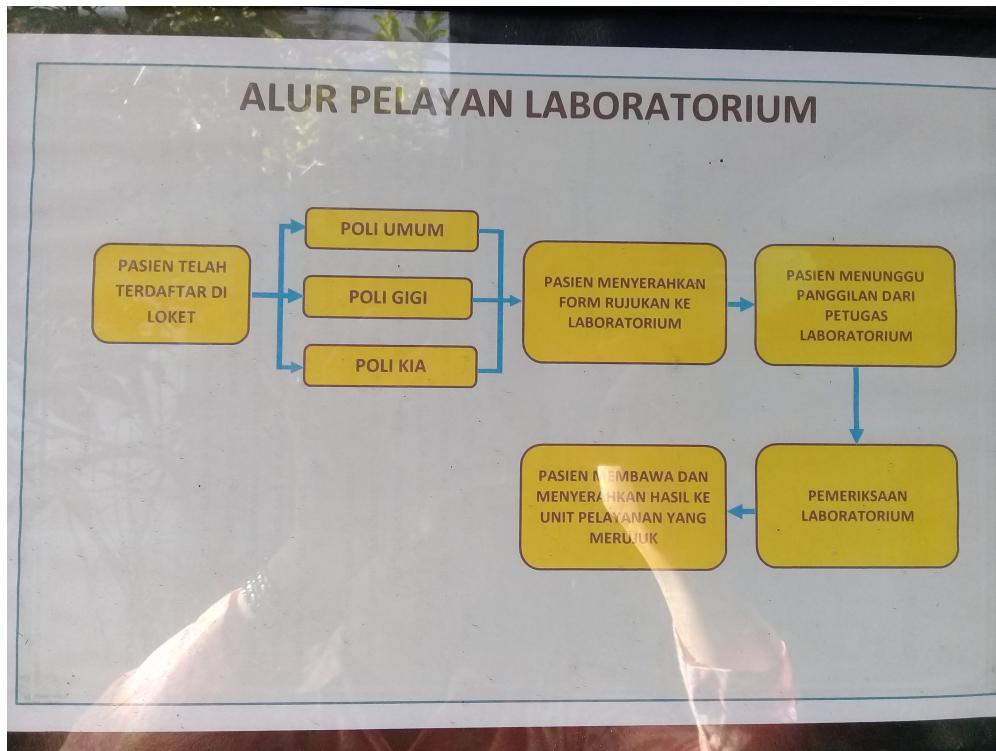 ALUR PELAYAN LABORATORIUM
PASIEN TELAH
TERDAFTAR DI
LOKET
POLI UMUM
POLI GIGI
POLI KIA
PASIEN MENYERAHKAN
FORM RUJUKAN KE
LABORATORIUM
PASIEN MENUNGGU
PANGGILAN DARI
PETUGAS
LABORATORIUM
PEMERIKSAAN
LABORATORIUM
PASIEN MEMBAWA DAN
MENYERAHKAN HASIL KE
UNIT PELAYANAN YANG
MERUJUK